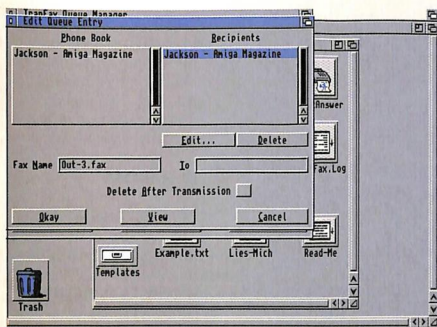 TransFax Queue Manager
Edit Queue Entry
Phone Book
Recipients
Jackson - Amiga Magazine
Jackson - Amiga Magazine
Edit...
Delete
Fax Name
Out-3.fax
To
Delete After Transmission
Okay
View
Cancel
Answer
Fax.Log
Example.txt
Lies-Mich
Read-Me
Templates
Trash